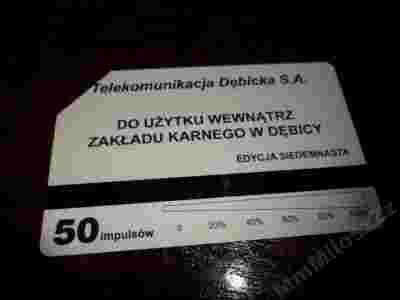 Telekomunikacja Dębicka S.A.
DO UŻYTKU WEWNĄTRZ
ZAKŁADU KARNEGO W DĘBICY
EDYCJA SIEDEMNASTA
50 impulsów
0 20% 40% 60% 80% 100%